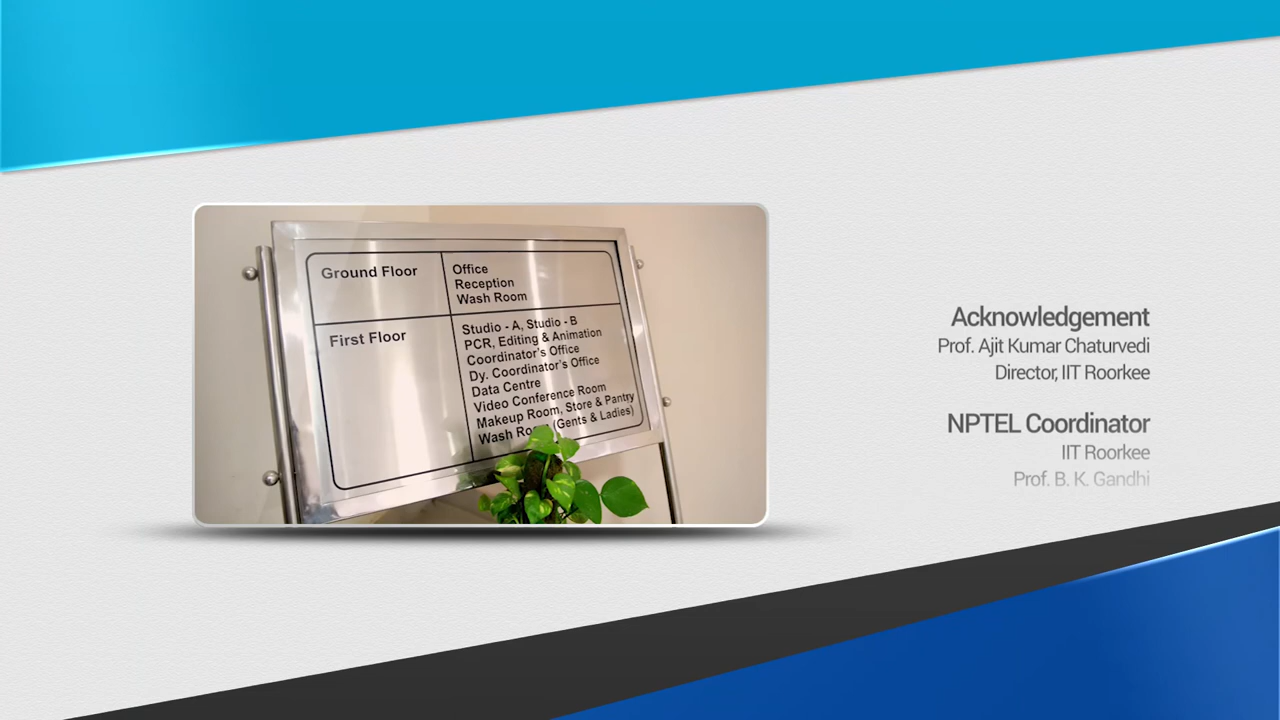 Ground Floor
Office
Reception
Wash Room
First Floor
Studio - A, Studio - B
PCR, Editing & Animation
Coordinator's Office
Dy. Coordinator's Office
Data Centre
Video Conference Room
Makeup Room, Store & Pantry
Wash Room (Gents & Ladies)
Acknowledgement
Prof. Ajit Kumar Chaturvedi
Director, IIT Roorkee
NPTEL Coordinator
IIT Roorkee
Prof. B. K. Gandhi